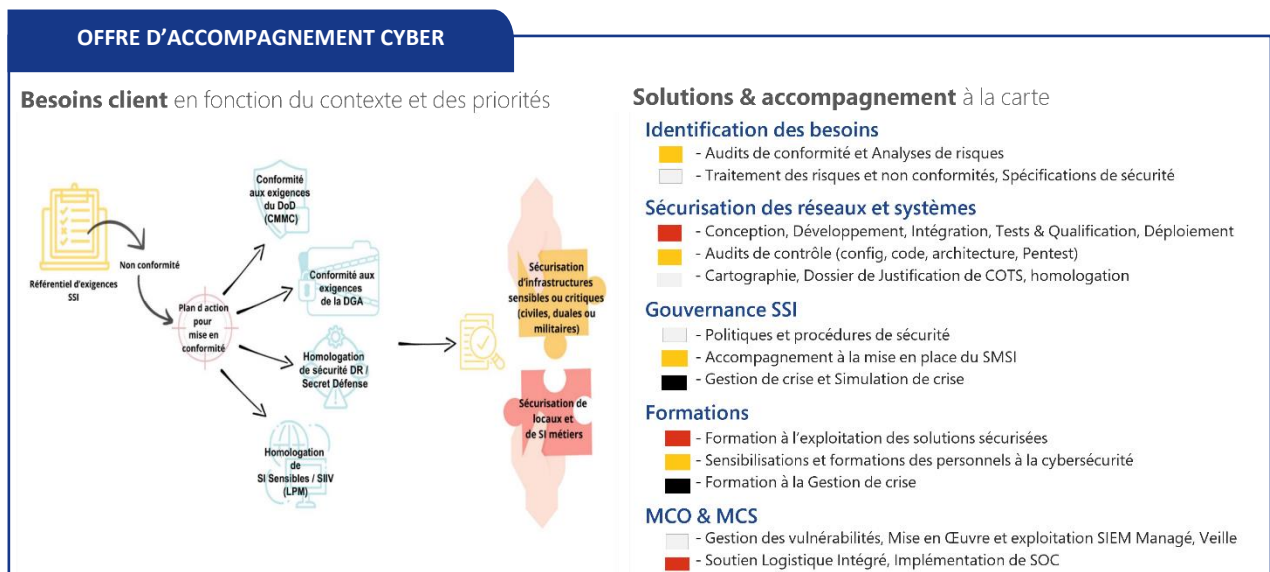 OFFRE D'ACCOMPAGNEMENT CYBER
Besoins client en fonction du contexte et des priorités
Référentiel d'exigences
SSI
Non conformité
Plan d action
pour
mise en
conformité
Conformité
aux exigences
du DoD
(CMMC)
Conformité aux
exigences
de la DGA
Homologation
de sécurité DR /
Secret Défense
Homologation
de
SI Sensibles / SIIV
(LPM)
Sécurisation
d'infrastructures
sensibles ou critiques
(civiles, duales ou
militaires)
Sécurisation de
locaux et
de SI métiers
Solutions & accompagnement à la carte
Identification des besoins
- Audits de conformité et Analyses de risques
- Traitement des risques et non conformités, Spécifications de sécurité
Sécurisation des réseaux et systèmes
- Conception, Développement, Intégration, Tests & Qualification, Déploiement
- Audits de contrôle (config, code, architecture, Pentest)
- Cartographie, Dossier de Justification de COTS, homologation
Gouvernance SSI
- Politiques et procédures de sécurité
- Accompagnement à la mise en place du SMSI
- Gestion de crise et Simulation de crise
Formations
- Formation à l'exploitation des solutions sécurisées
- Sensibilisations et formations des personnels à la cybersécurité
- Formation à la Gestion de crise
MCO & MCS
- Gestion des vulnérabilités, Mise en Œuvre et exploitation SIEM Managé, Veille
- Soutien Logistique Intégré, Implémentation de SOC